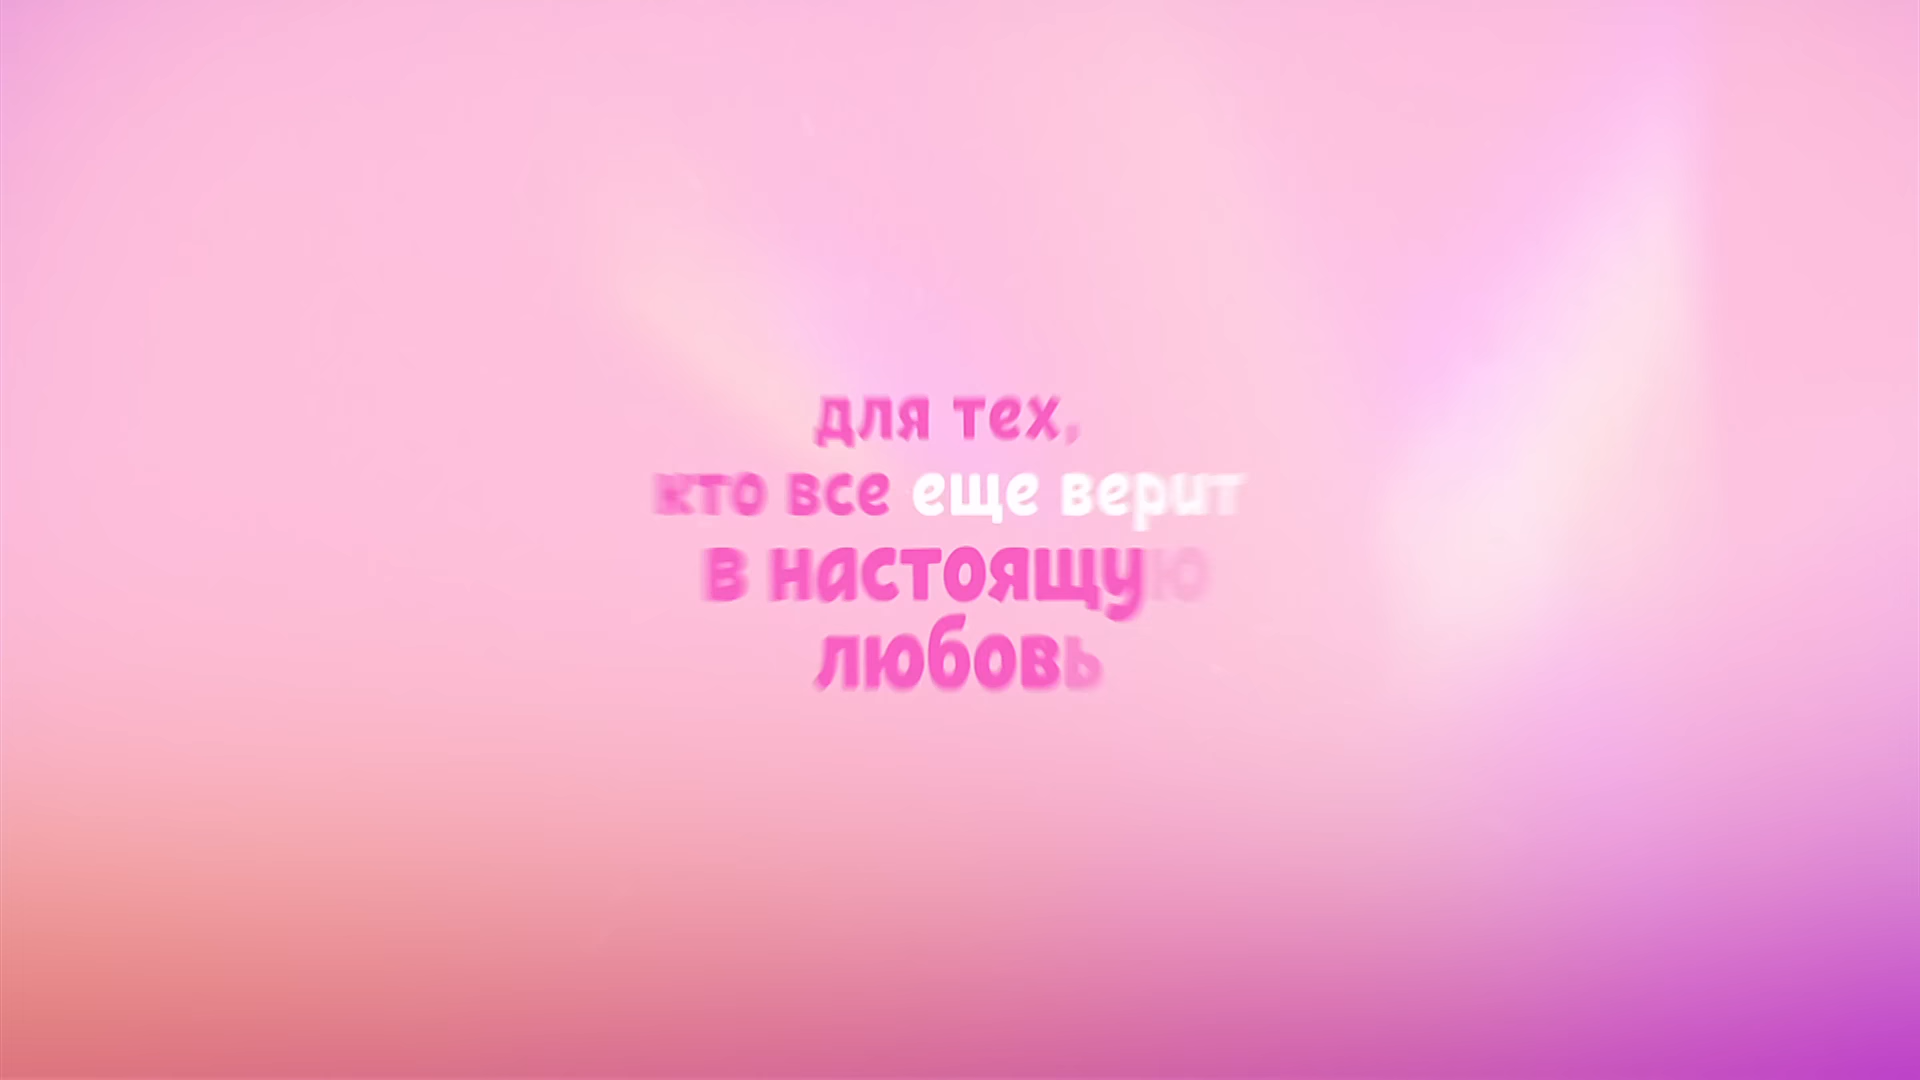 для тех,
кто все еще верит
в настоящую
любовь